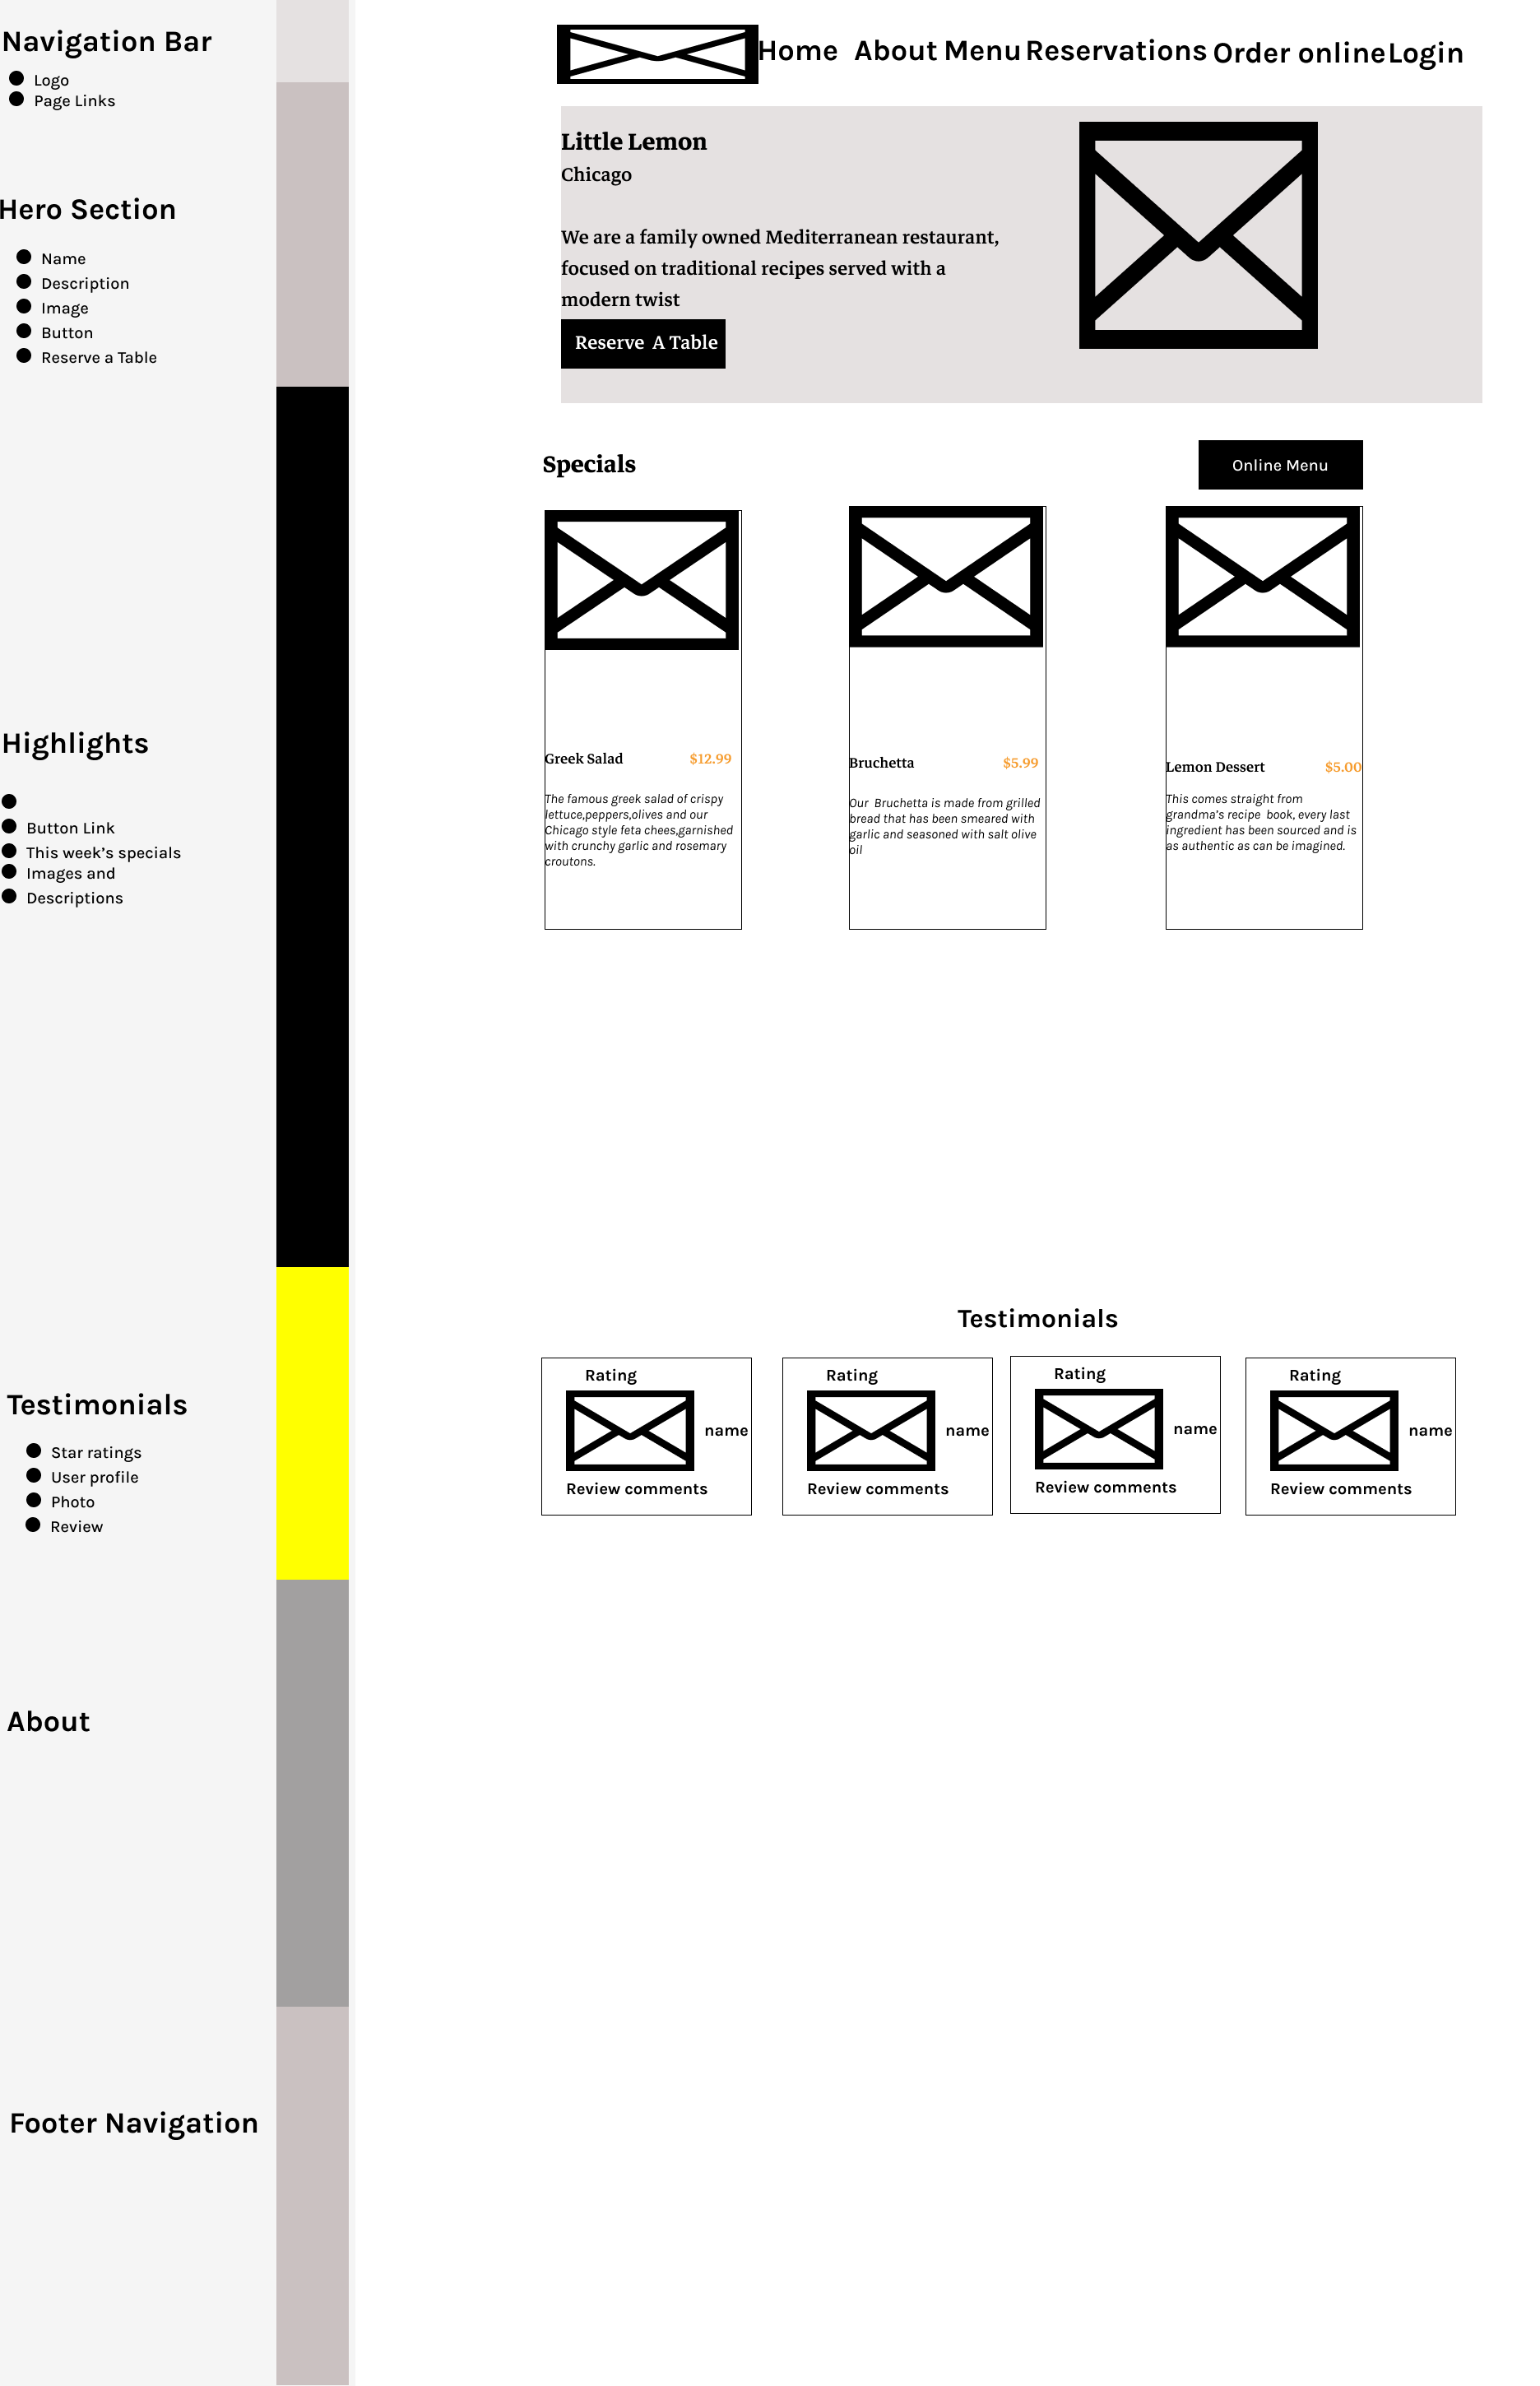 Navigation Bar
Logo
Page Links
Hero Section
Name
Description
Image
Button
Reserve a Table
Highlights
Button Link
This week’s specials
Images and
Descriptions
Testimonials
Star ratings
User profile
Photo
Review
About
Footer Navigation
Home About Menu Reservations Order online Login
Little Lemon
Chicago
We are a family owned Mediterranean restaurant,
focused on traditional recipes served with a
modern twist
Reserve A Table
Specials
Online Menu
Greek Salad $12.99
The famous greek salad of crispy
lettuce,peppers,olives and our
Chicago style feta chees,garnished
with crunchy garlic and rosemary
croutons.
Bruchetta $5.99
Our Bruchetta is made from grilled
bread that has been smeared with
garlic and seasoned with salt olive
oil
Lemon Dessert $5.00
This comes straight from
grandma’s recipe book, every last
ingredient has been sourced and is
as authentic as can be imagined.
Testimonials
Rating
name
Review comments
Rating
name
Review comments
Rating
name
Review comments
Rating
name
Review comments